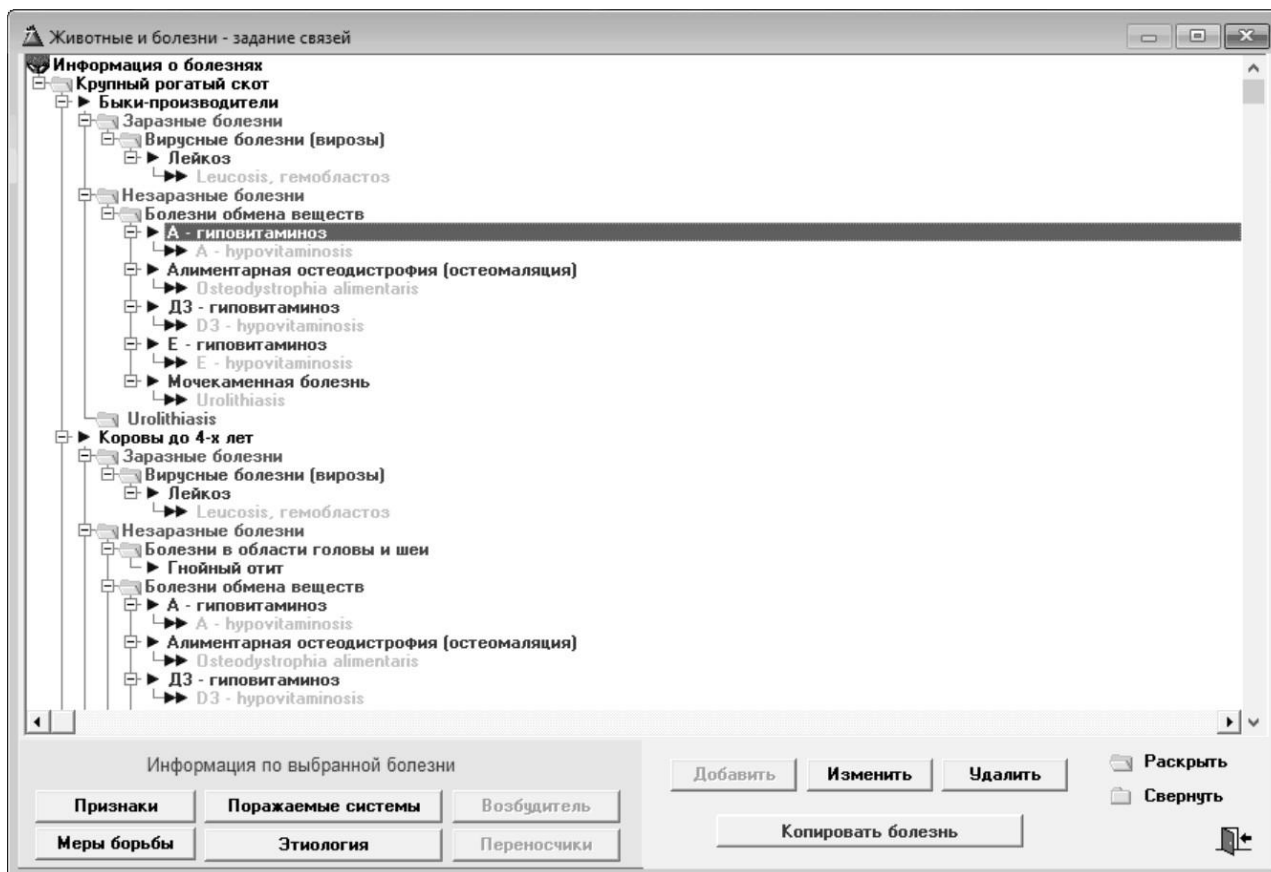 Животные и болезни - задание связей
Информация о болезнях
Крупный рогатый скот
Быки-производители
Заразные болезни
Вирусные болезни (вирозы)
Лейкоз
Leucosis, гемобластоз
Незаразные болезни
Болезни обмена веществ
А - гиповитаминоз
A - hypovitaminosis
Алиментарная остеодистрофия (остеомаляция)
Osteodystrophia alimentaris
Д3 - гиповитаминоз
D3 - hypovitaminosis
Е - гиповитаминоз
E - hypovitaminosis
Мочекаменная болезнь
Urolithiasis
Urolithiasis
Коровы до 4-х лет
Заразные болезни
Вирусные болезни (вирозы)
Лейкоз
Leucosis, гемобластоз
Незаразные болезни
Болезни в области головы и шеи
Гнойный отит
Болезни обмена веществ
А - гиповитаминоз
A - hypovitaminosis
Алиментарная остеодистрофия (остеомаляция)
Osteodystrophia alimentaris
Д3 - гиповитаминоз
D3 - hypovitaminosis
Информация по выбранной болезни
Признаки Поражаемые системы Возбудитель
Меры борьбы Этиология Переносчики
Добавить Изменить Удалить
Копировать болезнь
Раскрыть
Свернуть